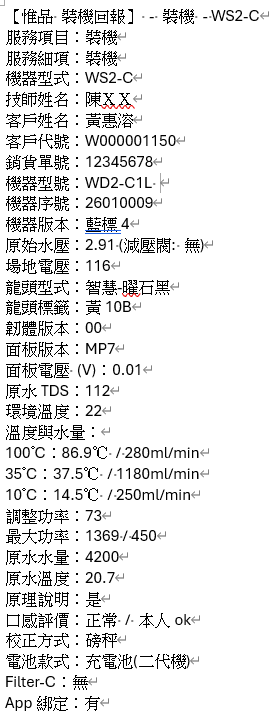 【惟品 裝機回報】 - 裝機 -WS2-C
服務項目：裝機
服務細項：裝機
機器型式：WS2-C
技師姓名：陳ＸＸ
客戶姓名：黃惠溶
客戶代號：W000001150
銷貨單號：12345678
機器型號：WD2-C1L
機器序號：26010009
機器版本：藍標 4
原始水壓：2.91 (減壓閥: 無)
場地電壓：116
龍頭型式：智慧-曜石黑
龍頭標籤：黃 10B
韌體版本：00
面板版本：MP7
面板電壓 (V)：0.01
原水 TDS：112
環境溫度：22
溫度與水量：
100℃：86.9℃ / 280ml/min
35℃：37.5℃ / 1180ml/min
10℃：14.5℃ / 250ml/min
調整功率：73
最大功率：1369 / 450
原水水量：4200
原水溫度：20.7
原理說明：是
口感評價：正常 / 本人 ok
校正方式：磅秤
電池款式：充電池(二代機)
Filter-C：無
App 綁定：有